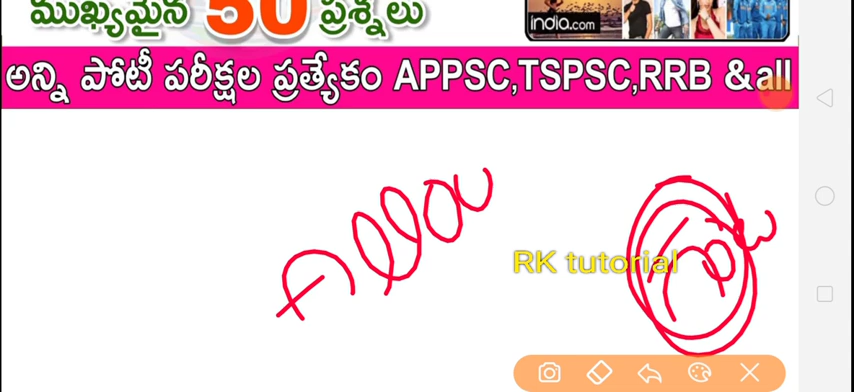 ముఖ్యమైన 50 ప్రశ్నలు
india.com
అన్ని పోటీ పరీక్షల ప్రత్యేకం APPSC,TSPSC,RRB &all
RK tutorial